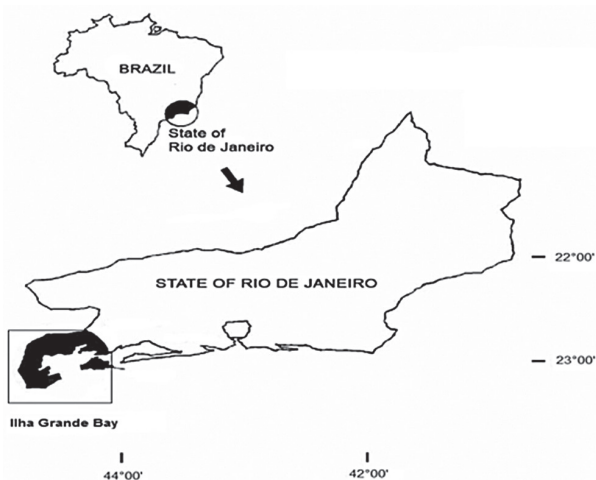 BRAZIL
State of
Rio de Janeiro
STATE OF RIO DE JANEIRO
22°00'
23°00'
Ilha Grande Bay
44°00'
42°00'